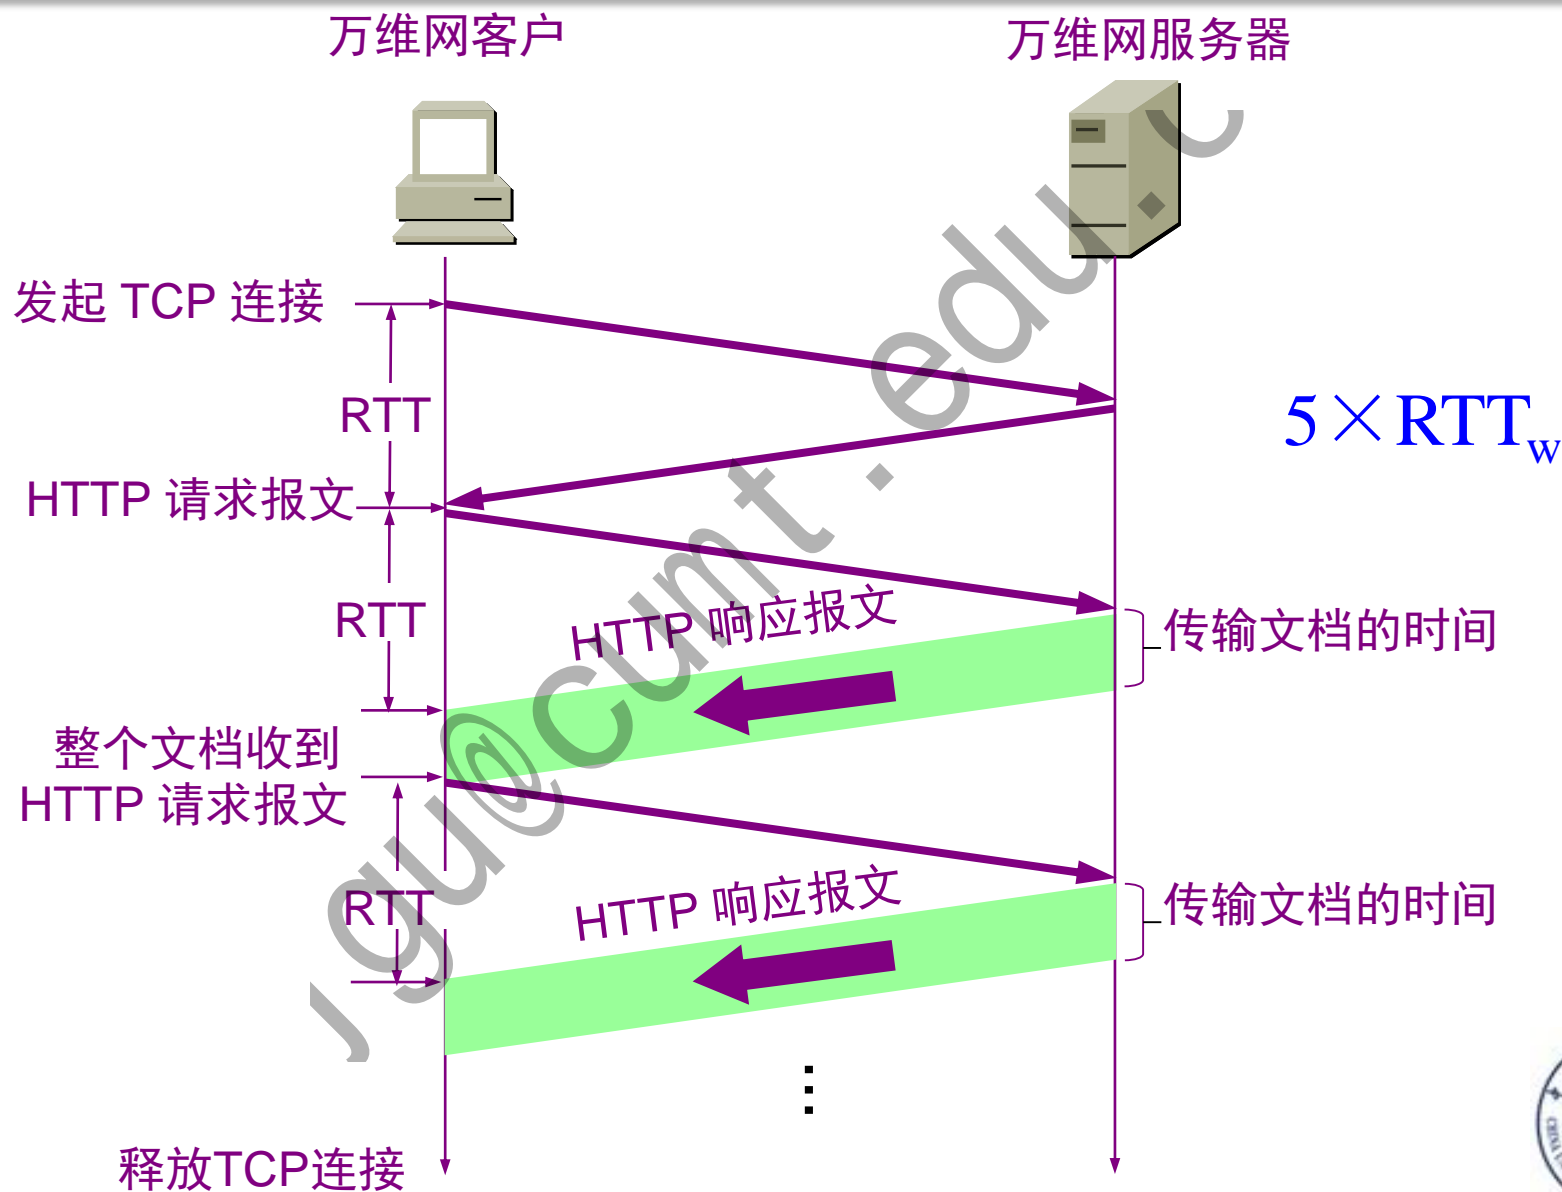 万维网客户
万维网服务器
发起 TCP 连接
RTT
5×RTTw
HTTP 请求报文
RTT
HTTP 响应报文
传输文档的时间
整个文档收到
HTTP 请求报文
RTT
HTTP 响应报文
传输文档的时间
⋮
释放TCP连接
gu@cumt.edu.c